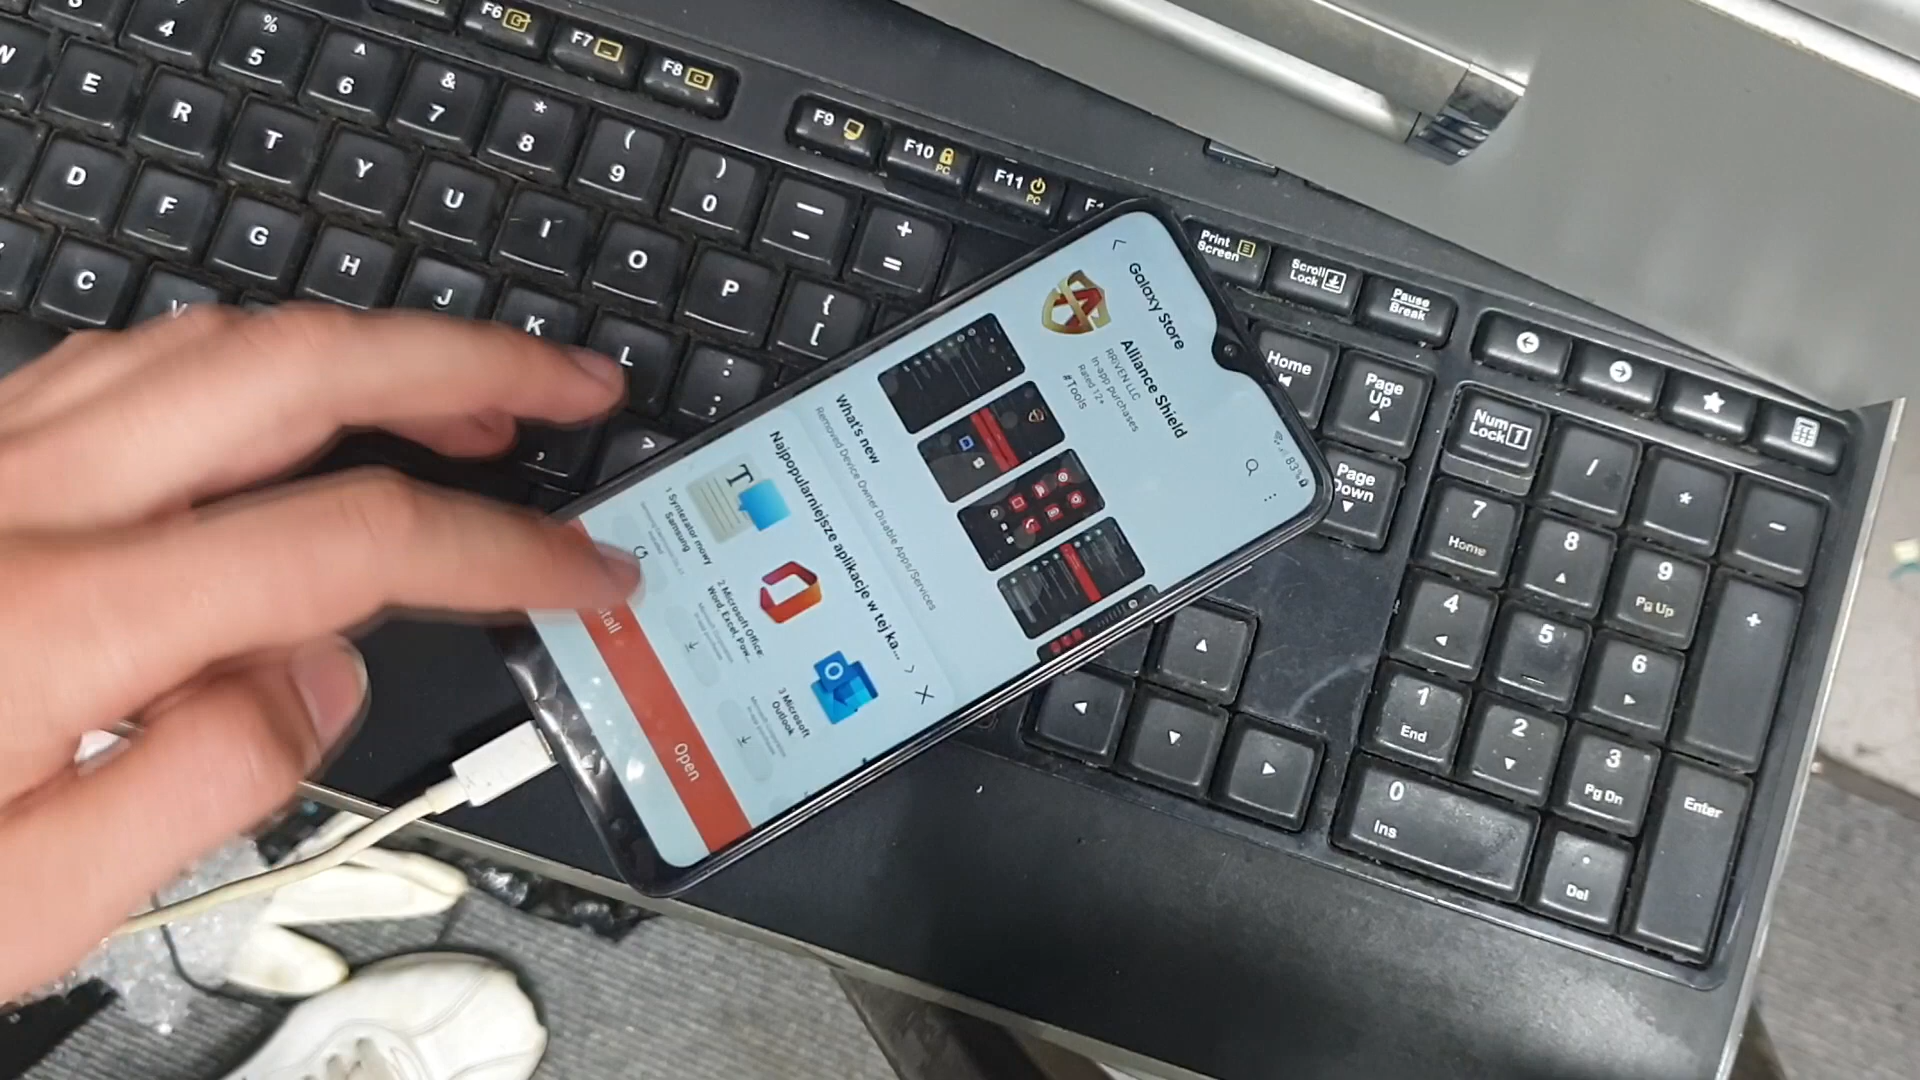 Galaxy Store
83%
Alliance Shield
RRiVEN LLC
In-app purchases
Rated 12+
#Tools
What's new
Removed Device Owner Disable Apps/Services
Najpopularniejsze aplikacje w tej ka...
1 Syntezator mowy
Samsung
2 Microsoft Office:
Word, Excel, Pow...
3 Microsoft
Outlook
Open
F6
F7
F8
F9
F10
PC
F11
PC
Print
Screen
Scroll
Lock
Pause
Break
4
% 5
^ 6
& 7
* 8
( 9
) 0
+ =
W
E
R
T
Y
U
I
O
P
{ [
D
F
G
H
J
K
L
: ;
C
V
Home
Page
Up
Page
Down
Num
Lock 1
/
*
-
7
Home
8
9
Pg Up
+
4
5
6
1
End
2
3
Pg Dn
Enter
0
Ins
.
Del